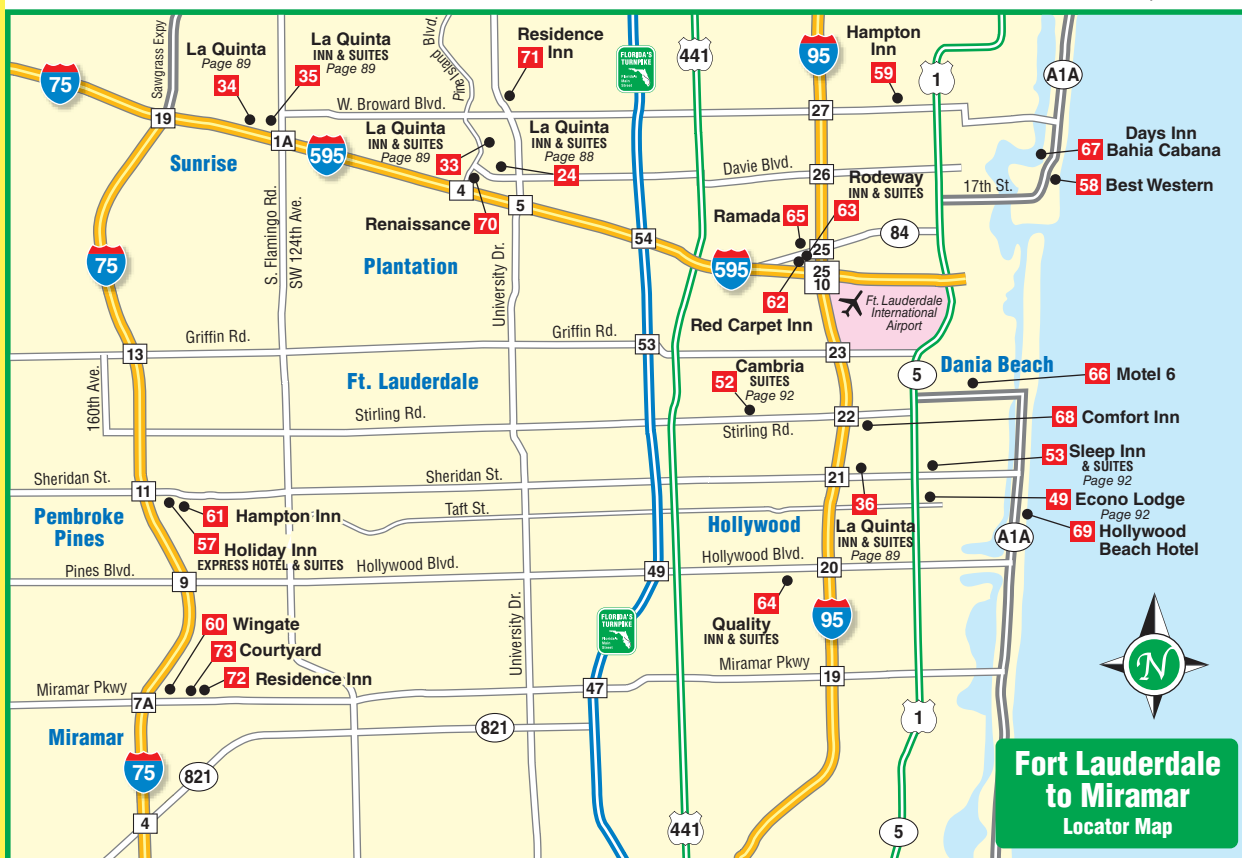 Sawgrass Expy
75
La Quinta
Page 89
34
La Quinta
INN & SUITES
Page 89
35
Pine Island Blvd.
Residence
Inn
71
FLORIDA'S
TURNPIKE
441
95
Hampton
Inn
59
1
A1A
W. Broward Blvd.
19
27
1A
595
Sunrise
La Quinta
INN & SUITES
Page 89
33
La Quinta
INN & SUITES
Page 88
24
Days Inn
67 Bahia Cabana
Davie Blvd.
26
Rodeway
INN & SUITES
63
17th St.
58 Best Western
4
5
Renaissance 70
Ramada 65
84
25
S. Flamingo Rd.
SW 124th Ave.
54
Plantation
University Dr.
75
595
25
10
62
Red Carpet Inn
Ft. Lauderdale
International
Airport
Griffin Rd.
Griffin Rd.
13
53
23
160th Ave.
Ft. Lauderdale
Cambria
52 SUITES
Page 92
5
Dania Beach
66 Motel 6
Stirling Rd.
Stirling Rd.
22
68 Comfort Inn
Sheridan St.
Sheridan St.
11
49
21
36
53 Sleep Inn
& SUITES
Page 92
Pembroke
Pines
61 Hampton Inn
Taft St.
Hollywood
La Quinta
INN & SUITES
Page 89
49 Econo Lodge
Page 92
57 Holiday Inn
EXPRESS HOTEL & SUITES
A1A
69 Hollywood
Beach Hotel
Pines Blvd.
Hollywood Blvd.
Hollywood Blvd.
9
49
20
64
Quality
INN & SUITES
60 Wingate
73 Courtyard
72 Residence Inn
FLORIDA'S
TURNPIKE
University Dr.
95
N
Miramar Pkwy
Miramar Pkwy
7A
47
19
Miramar
821
1
75
821
4
441
5
Fort Lauderdale
to Miramar
Locator Map